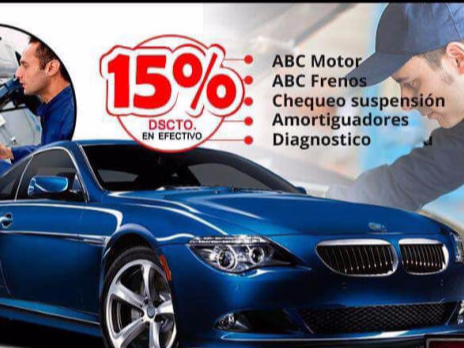 15%
DSCTO.
EN EFECTIVO
ABC Motor
ABC Frenos
Chequeo suspensión
Amortiguadores
Diagnostico